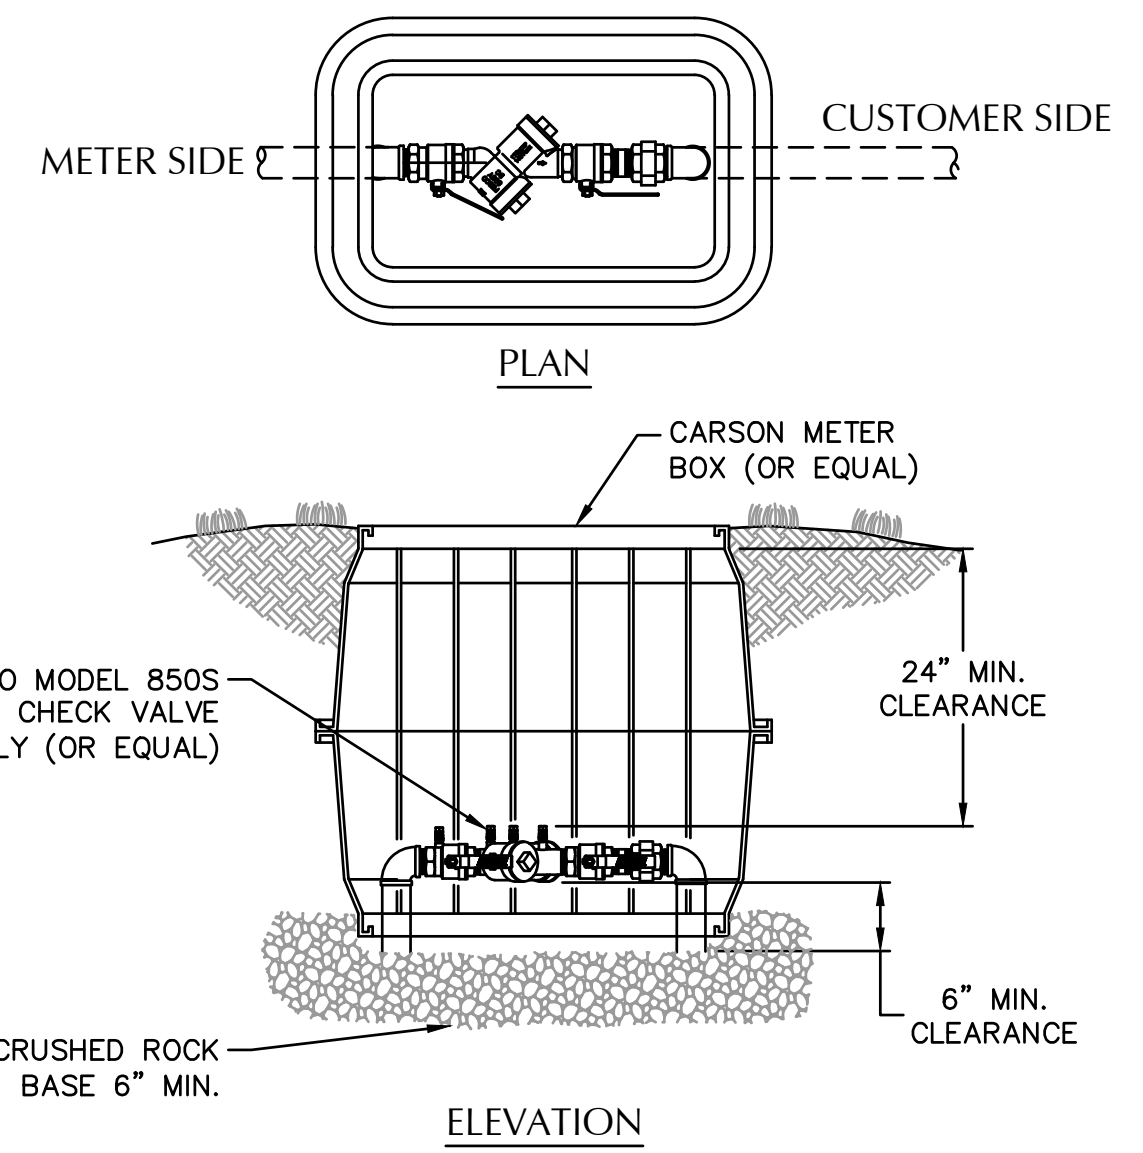 METER SIDE
CUSTOMER SIDE
PLAN
CARSON METER
BOX (OR EQUAL)
MODEL 850S
CHECK VALVE
(OR EQUAL)
24” MIN.
CLEARANCE
6” MIN.
CLEARANCE
CRUSHED ROCK
BASE 6” MIN.
ELEVATION